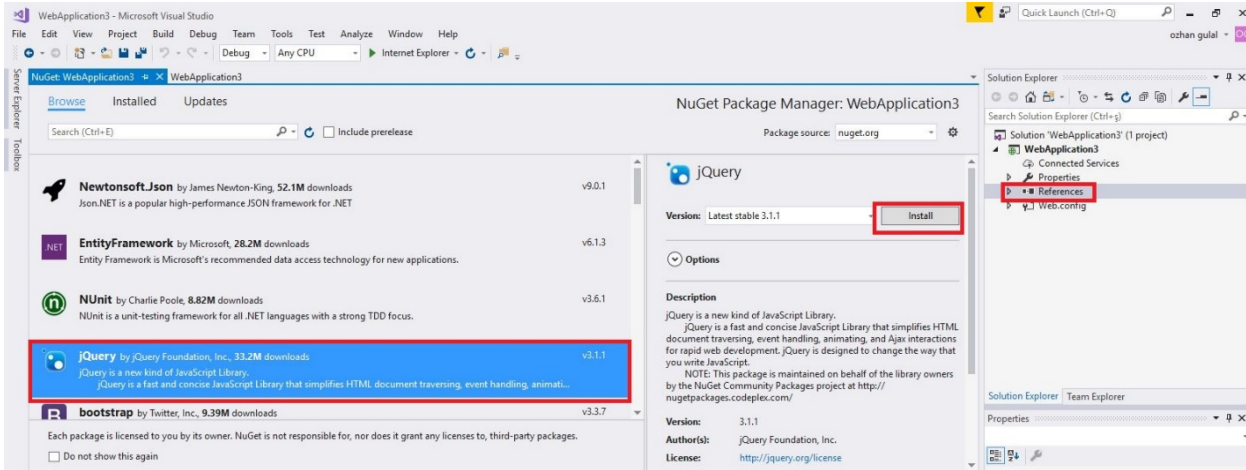 WebApplication3 - Microsoft Visual Studio
Quick Launch (Ctrl+Q)
File Edit View Project Build Debug Team Tools Test Analyze Window Help
ozhan gulal
Debug Any CPU Internet Explorer
Server Explorer
Toolbox
NuGet: WebApplication3 WebApplication3
Browse Installed Updates
NuGet Package Manager: WebApplication3
Search (Ctrl+E)
Include prerelease
Package source: nuget.org
Newtonsoft.Json by James Newton-King, 52.1M downloads v9.0.1
Json.NET is a popular high-performance JSON framework for .NET
.NET
EntityFramework by Microsoft, 28.2M downloads v6.1.3
Entity Framework is Microsoft's recommended data access technology for new applications.
n
NUnit by Charlie Poole, 8.82M downloads v3.6.1
NUnit is a unit-testing framework for all .NET languages with a strong TDD focus.
jQuery by jQuery Foundation, Inc., 33.2M downloads v3.1.1
jQuery is a new kind of JavaScript Library.
jQuery is a fast and concise JavaScript Library that simplifies HTML document traversing, event handling, animati...
B
bootstrap by Twitter, Inc., 9.39M downloads v3.3.7
Each package is licensed to you by its owner. NuGet is not responsible for, nor does it grant any licenses to, third-party packages.
Do not show this again
jQuery
Version: Latest stable 3.1.1 Install
Options
Description
jQuery is a new kind of JavaScript Library.
jQuery is a fast and concise JavaScript Library that simplifies HTML
document traversing, event handling, animating, and Ajax interactions
for rapid web development. jQuery is designed to change the way that
you write JavaScript.
NOTE: This package is maintained on behalf of the library owners
by the NuGet Community Packages project at http://
nugetpackages.codeplex.com/
Version: 3.1.1
Author(s): jQuery Foundation, Inc.
License: http://jquery.org/license
Solution Explorer
Search Solution Explorer (Ctrl+ş)
Solution 'WebApplication3' (1 project)
WebApplication3
Connected Services
Properties
References
Web.config
Solution Explorer Team Explorer
Properties